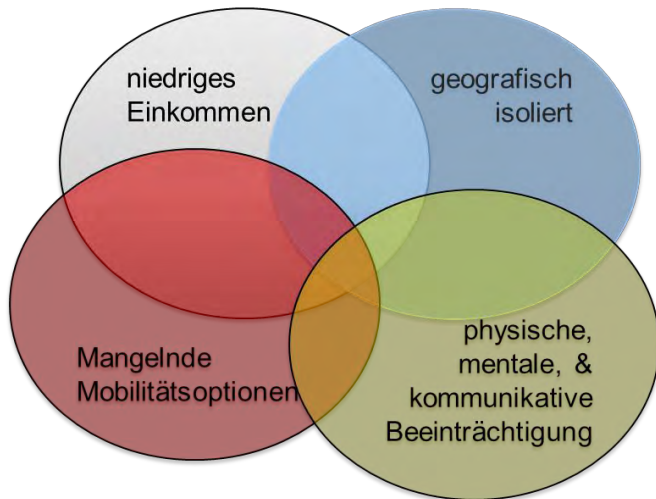 niedriges
Einkommen
geografisch
isoliert
Mangelnde
Mobilitätsoptionen
physische,
mentale, &
kommunikative
Beeinträchtigung